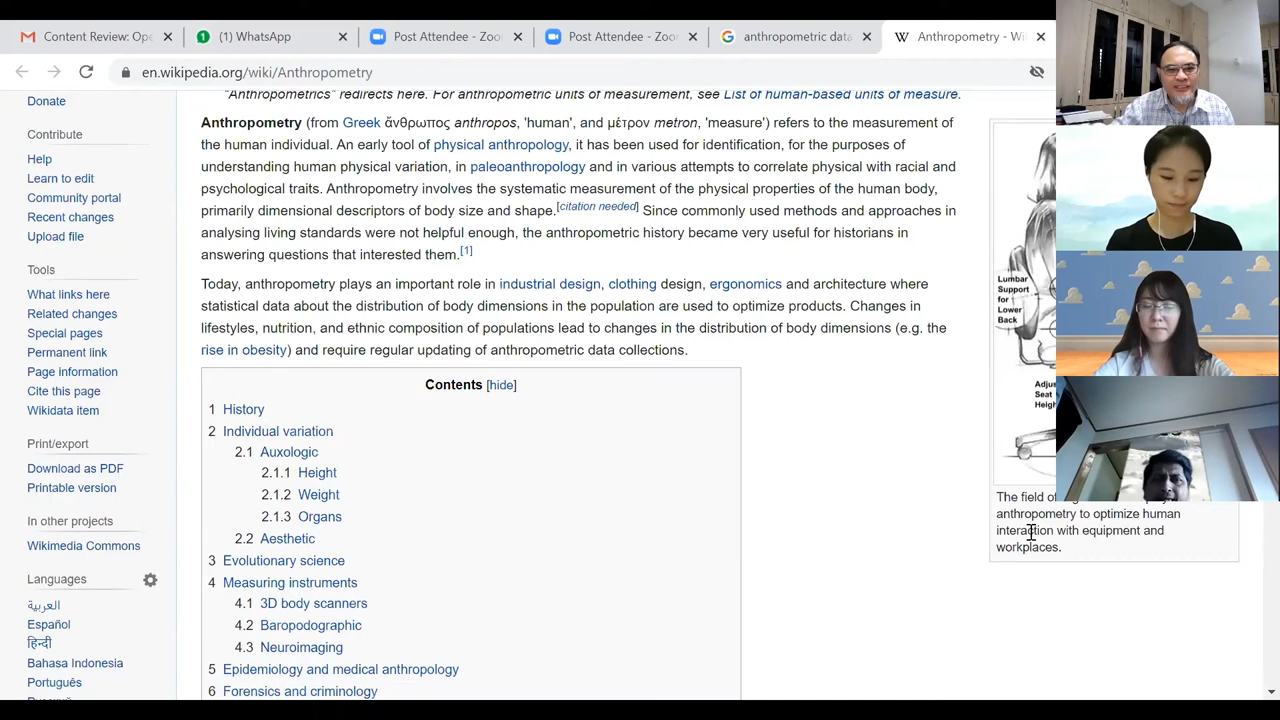 Content Review: Ope
(1) WhatsApp
Post Attendee - Zoo
Post Attendee - Zoo
anthropometric data
Anthropometry - Wi
en.wikipedia.org/wiki/Anthropometry
"Anthropometrics" redirects here. For anthropometric units of measurement, see List of human-based units of measure.
Anthropometry (from Greek ἄνθρωπος anthropos, 'human', and μέτρον metron, 'measure') refers to the measurement of
the human individual. An early tool of physical anthropology, it has been used for identification, for the purposes of
understanding human physical variation, in paleoanthropology and in various attempts to correlate physical with racial and
psychological traits. Anthropometry involves the systematic measurement of the physical properties of the human body,
primarily dimensional descriptors of body size and shape.[citation needed] Since commonly used methods and approaches in
analysing living standards were not helpful enough, the anthropometric history became very useful for historians in
answering questions that interested them.[1]
Today, anthropometry plays an important role in industrial design, clothing design, ergonomics and architecture where
statistical data about the distribution of body dimensions in the population are used to optimize products. Changes in
lifestyles, nutrition, and ethnic composition of populations lead to changes in the distribution of body dimensions (e.g. the
rise in obesity) and require regular updating of anthropometric data collections.
Contents [hide]
1 History
2 Individual variation
2.1 Auxologic
2.1.1 Height
2.1.2 Weight
2.1.3 Organs
2.2 Aesthetic
3 Evolutionary science
4 Measuring instruments
4.1 3D body scanners
4.2 Baropodographic
4.3 Neuroimaging
5 Epidemiology and medical anthropology
6 Forensics and criminology
Donate
Contribute
Help
Learn to edit
Community portal
Recent changes
Upload file
Tools
What links here
Related changes
Special pages
Permanent link
Page information
Cite this page
Wikidata item
Print/export
Download as PDF
Printable version
In other projects
Wikimedia Commons
Languages
العربية
Español
हिन्दी
Bahasa Indonesia
Português
Lumbar
Support
for
Lower
Back
Adju
Seat
Heig
The field of
anthropometry to optimize human
interaction with equipment and
workplaces.